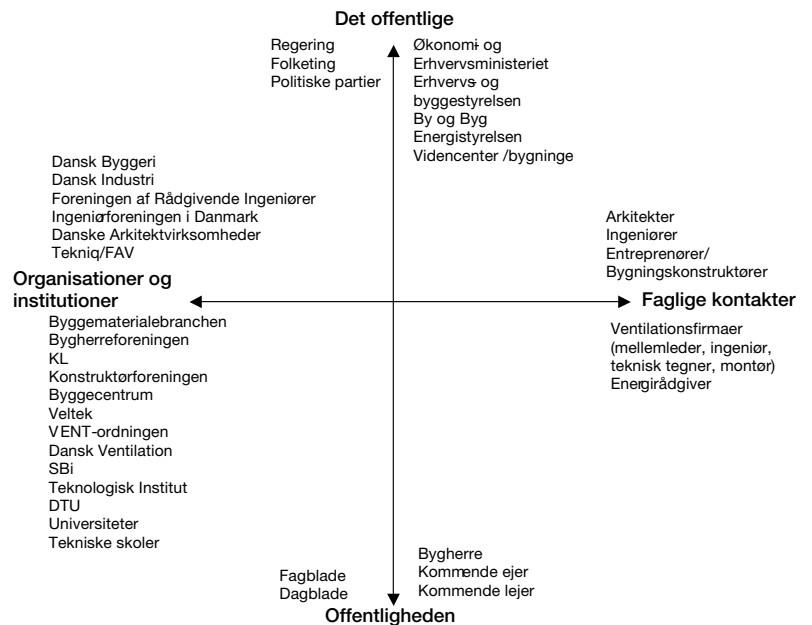 Det offentlige
Regering
Folketing
Politiske partier
Økonomi- og
Erhvervsministeriet
Erhvervs- og
byggestyrelsen
By og Byg
Energistyrelsen
Videncenter /bygninge
Dansk Byggeri
Dansk Industri
Foreningen af Rådgivende Ingeniører
Ingeniørforeningen i Danmark
Danske Arkitektvirksomheder
Tekniq/FAV
Arkitekter
Ingeniører
Entreprenører/
Bygningskonstruktører
Organisationer og
institutioner
Faglige kontakter
Byggematerialebranchen
Bygherreforeningen
KL
Konstruktørforeningen
Byggecentrum
Veltek
VENT-ordningen
Dansk Ventilation
SBi
Teknologisk Institut
DTU
Universiteter
Tekniske skoler
Ventilationsfirmaer
(mellemleder, ingeniør,
teknisk tegner, montør)
Energirådgiver
Fagblade
Dagblade
Bygherre
Kommende ejer
Kommende lejer
Offentligheden